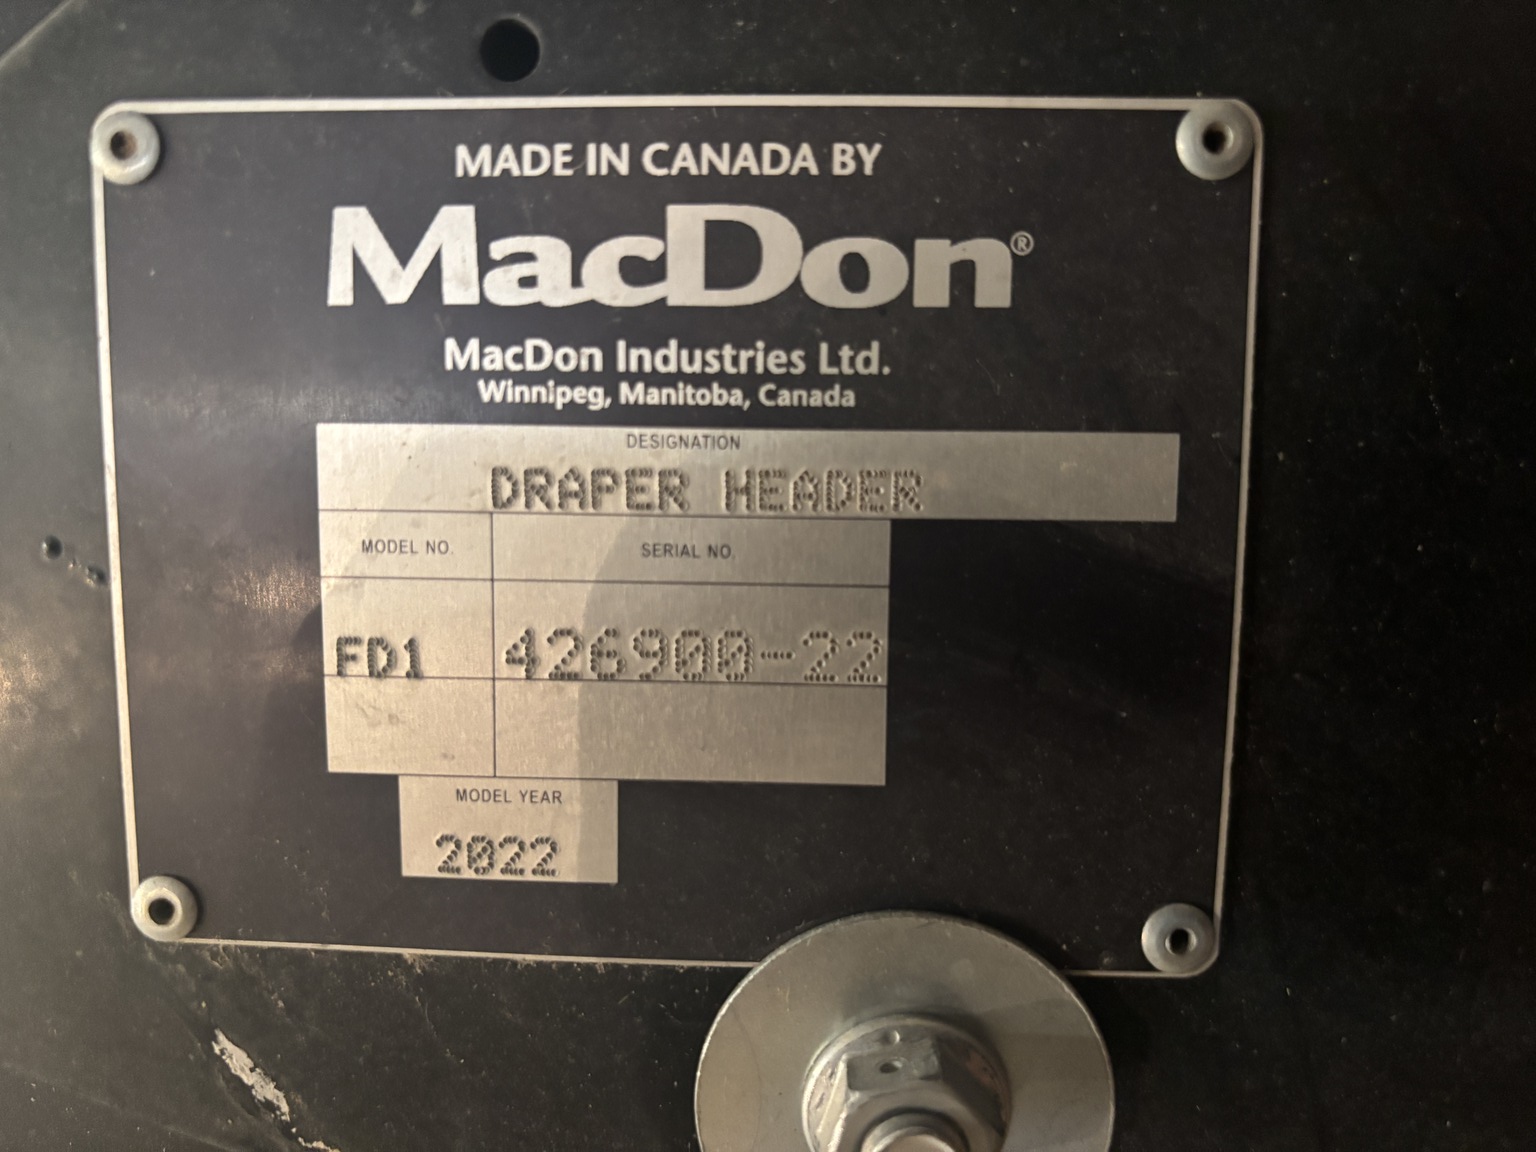 MADE IN CANADA BY
MacDon®
MacDon Industries Ltd.
Winnipeg, Manitoba, Canada
DESIGNATION
DRAPER HEADER
MODEL NO. SERIAL NO.
FD1 426900-22
MODEL YEAR
2022